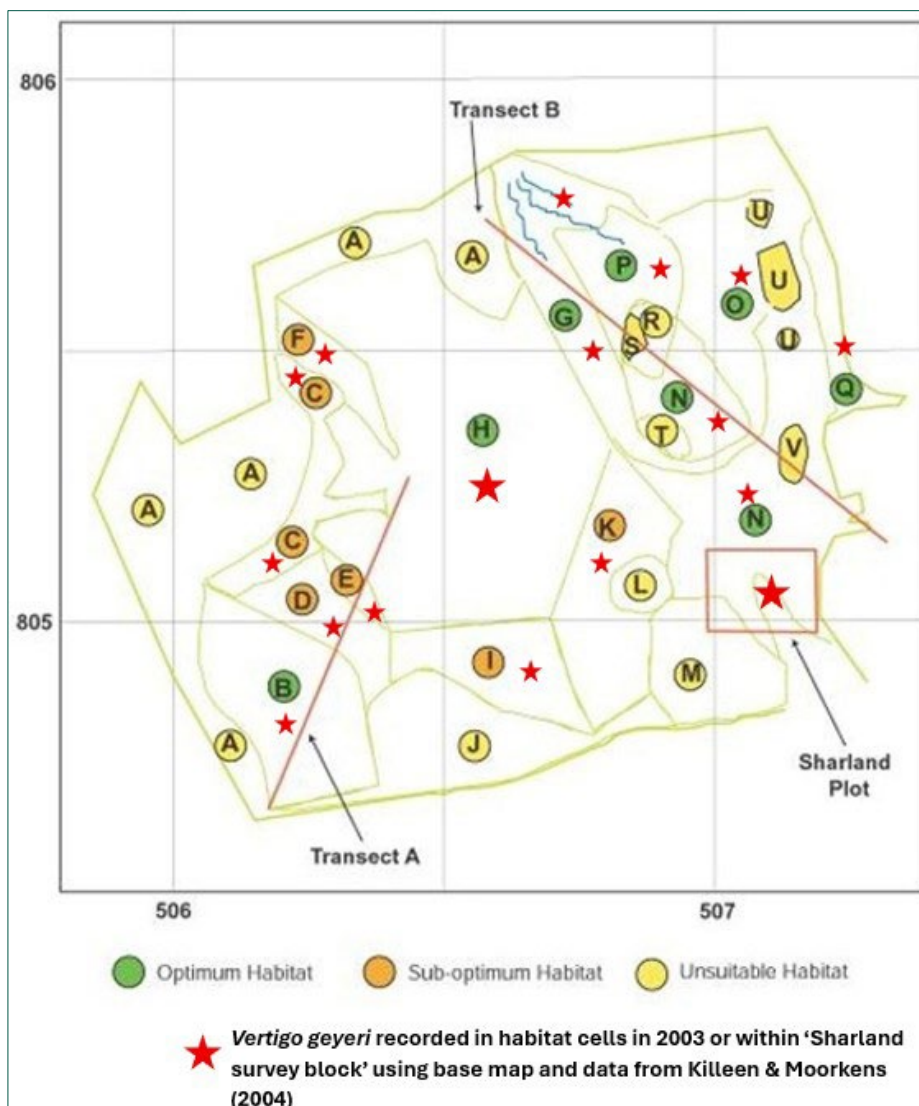 806
Transect B
U
A
A
P
U
O
G
R
F
S
U
C
Q
N
H
T
V
A
A
N
K
C
E
L
D
805
I
M
B
A
J
Sharland
Plot
Transect A
506
507
Optimum Habitat
Sub-optimum Habitat
Unsuitable Habitat
Vertigo geyeri recorded in habitat cells in 2003 or within ‘Sharland
survey block’ using base map and data from Killeen & Moorkens
(2004)